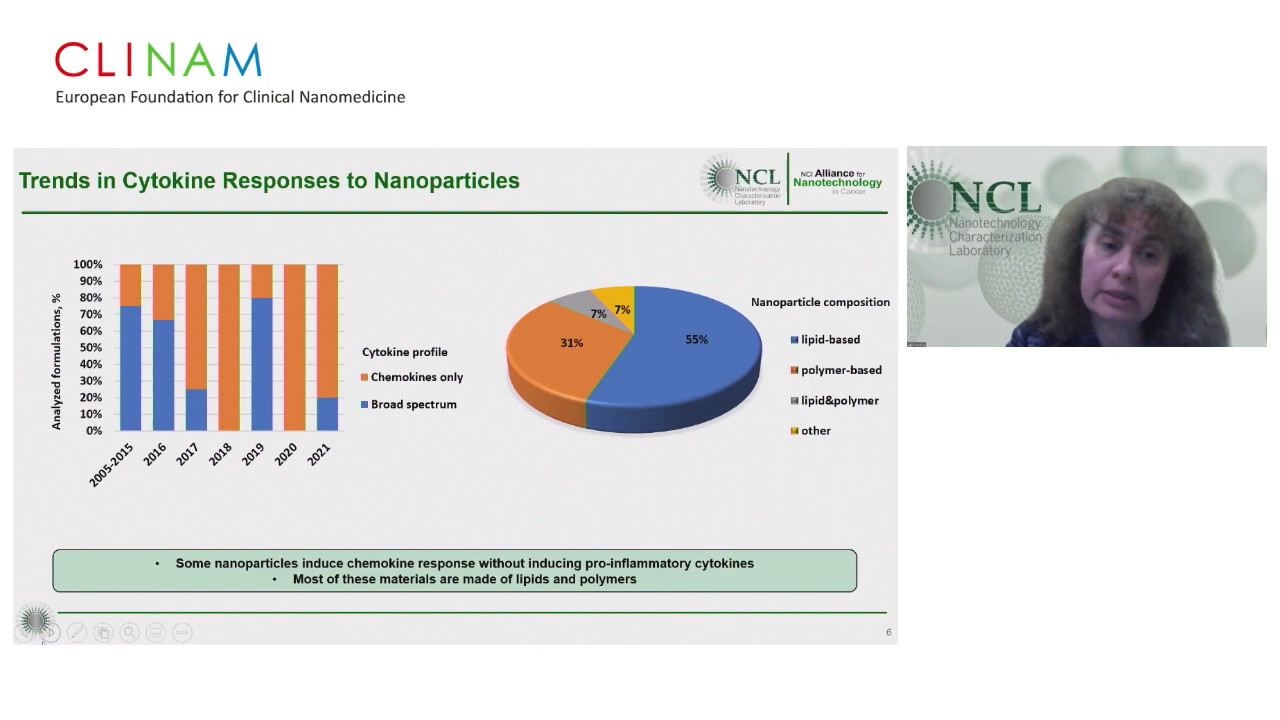 CLINAM
European Foundation for Clinical Nanomedicine
Trends in Cytokine Responses to Nanoparticles
NCL
Nanotechnology
Characterization
Laboratory
NCI Alliance for
Nanotechnology
in Cancer
Analyzed formulations, %
100%
90%
80%
70%
60%
50%
40%
30%
20%
10%
0%
2005-2015
2016
2017
2018
2019
2020
2021
Cytokine profile
Chemokines only
Broad spectrum
7%
7%
31%
55%
Nanoparticle composition
lipid-based
polymer-based
lipid&polymer
other
• Some nanoparticles induce chemokine response without inducing pro-inflammatory cytokines
• Most of these materials are made of lipids and polymers
6
NCL
Nanotechnology
Characterization
Laboratory